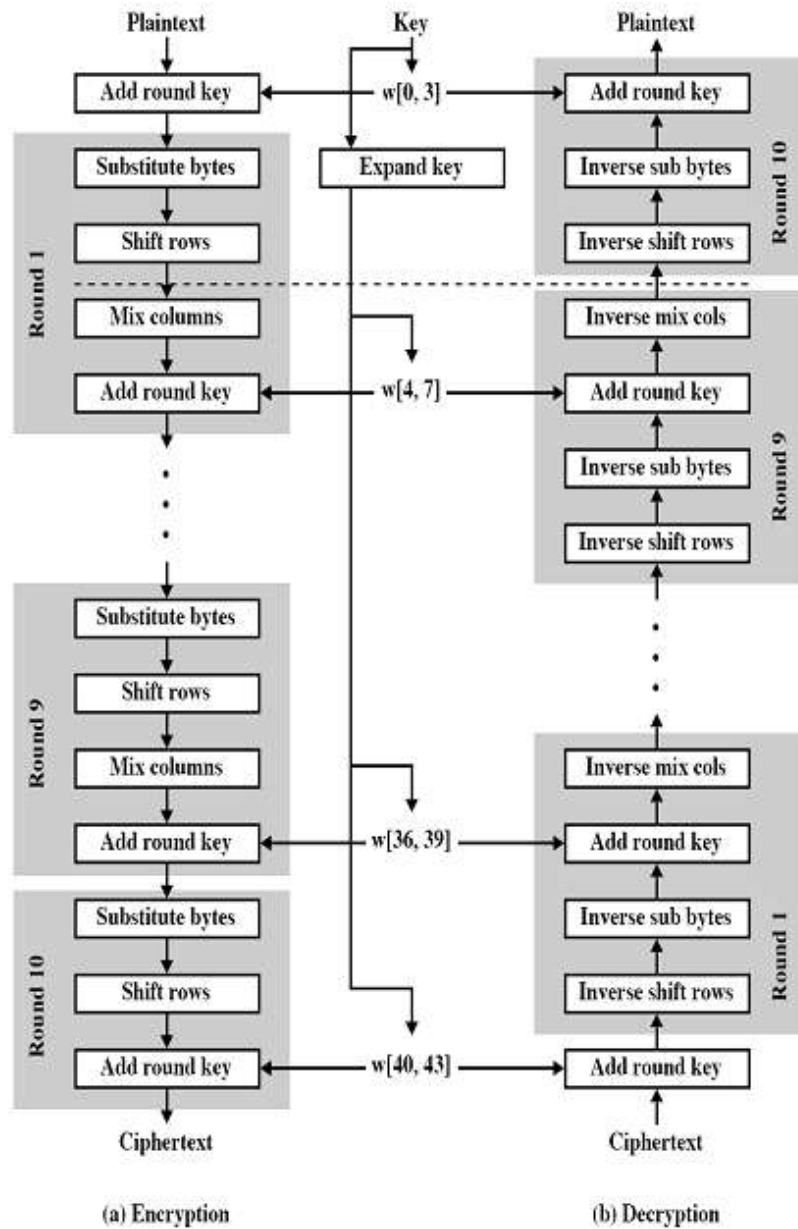 Plaintext
Key
Plaintext
Add round key
w[0, 3]
Add round key
Substitute bytes
Expand key
Inverse sub bytes
Round 10
Shift rows
Inverse shift rows
Round 1
Mix columns
Inverse mix cols
Add round key
w[4, 7]
Add round key
Inverse sub bytes
Round 9
Inverse shift rows
Substitute bytes
Shift rows
Round 9
Mix columns
Inverse mix cols
Add round key
w[36, 39]
Add round key
Substitute bytes
Inverse sub bytes
Round 1
Round 10
Shift rows
Inverse shift rows
Add round key
w[40, 43]
Add round key
Ciphertext
Ciphertext
(a) Encryption
(b) Decryption